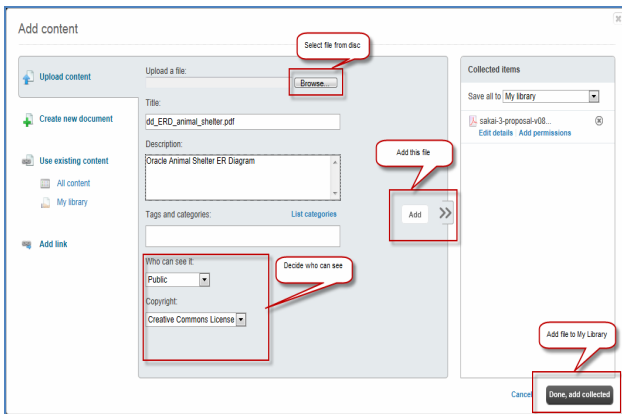 Add content
Select file from disc
Upload content
Upload a file:
Browse...
Create new document
Title:
dd_ERD_animal_shelter.pdf
Description:
Oracle Animal Shelter ER Diagram
Use existing content
All content
My library
Tags and categories:
List categories
Add link
Who can see it:
Public
Copyright:
Creative Commons License
Decide who can see
Add this file
Add
Collected items
Save all to
My library
sakai-3-proposal-v08...
Edit details
Add permissions
Add file to My Library
Cancel
Done, add collected